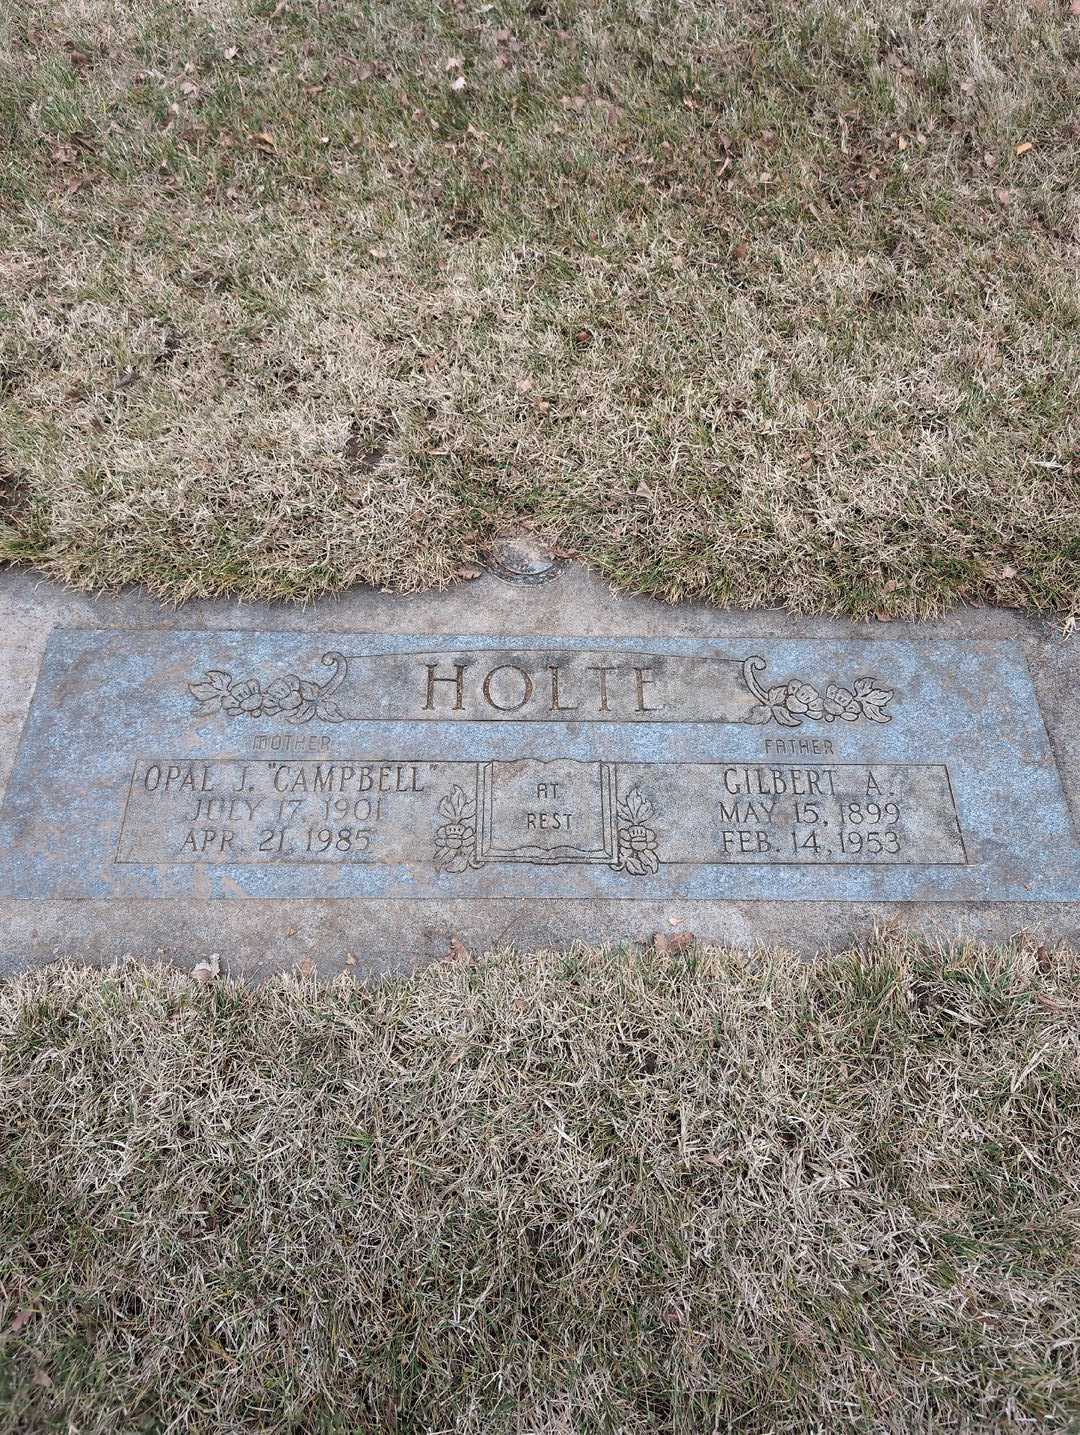 HOLTE
MOTHER
OPAL J. "CAMPBELL"
JULY 17, 1901
APR. 21, 1985
AT
REST
FATHER
GILBERT A.
MAY 15, 1899
FEB. 14, 1953